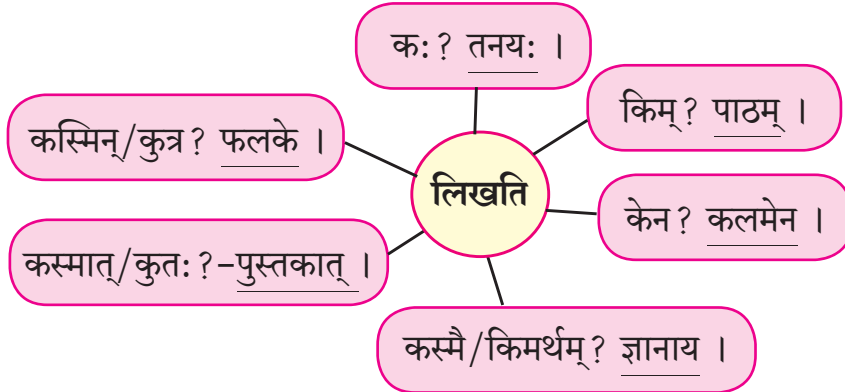 कः? तनयः ।
किम्? पाठम् ।
कस्मिन्/कुत्र? फलके ।
लिखति
केन? कलमेन ।
कस्मात्/कुतः?-पुस्तकात् ।
कस्मै/किमर्थम्? ज्ञानाय ।